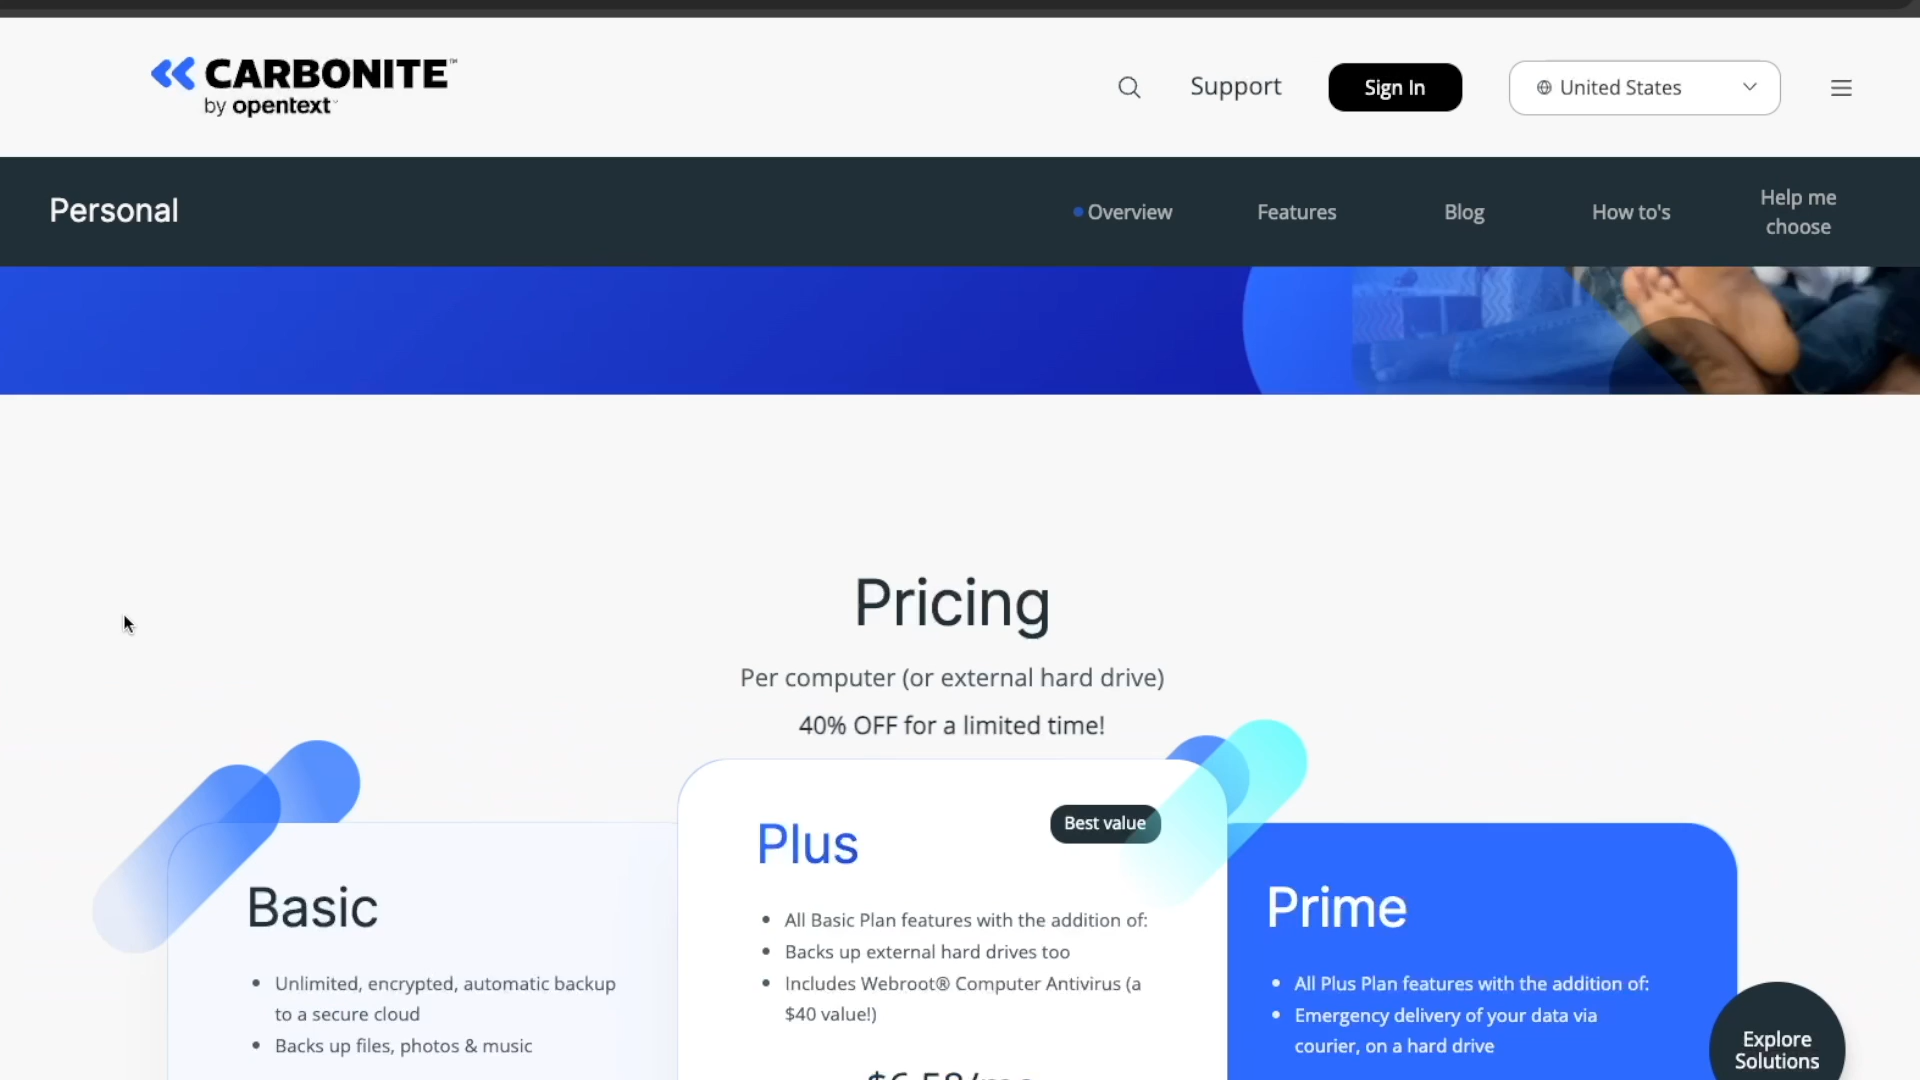 CARBONITE™
by opentext™
Support
Sign In
United States
Personal
Overview
Features
Blog
How to's
Help me
choose
Pricing
Per computer (or external hard drive)
40% OFF for a limited time!
Basic
Unlimited, encrypted, automatic backup
to a secure cloud
Backs up files, photos & music
Plus
Best value
All Basic Plan features with the addition of:
Backs up external hard drives too
Includes Webroot® Computer Antivirus (a
$40 value!)
Prime
All Plus Plan features with the addition of:
Emergency delivery of your data via
courier, on a hard drive
Explore
Solutions